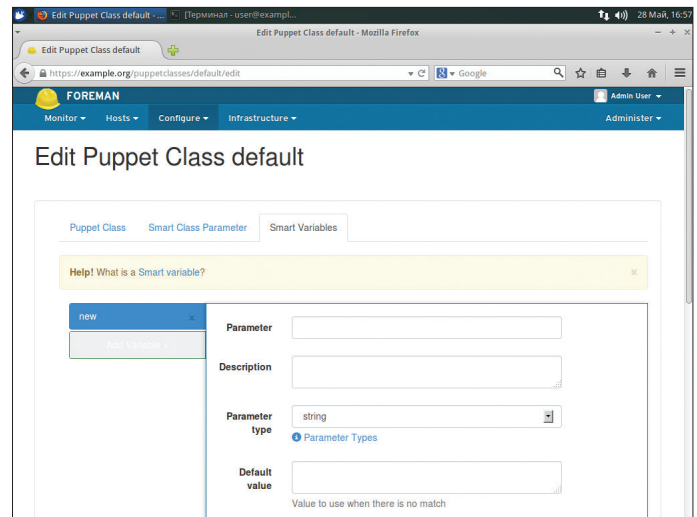 Edit Puppet Class default - ...
[Терминал - user@exampl...
28 Май, 16:57
Edit Puppet Class default - Mozilla Firefox
Edit Puppet Class default
https://example.org/puppetclasses/default/edit
Google
FOREMAN
Admin User
Monitor
Hosts
Configure
Infrastructure
Administer
Edit Puppet Class default
Puppet Class
Smart Class Parameter
Smart Variables
Help! What is a Smart variable?
×
new
×
Add Variable +
Parameter
Description
Parameter type
string
Parameter Types
Default value
Value to use when there is no match